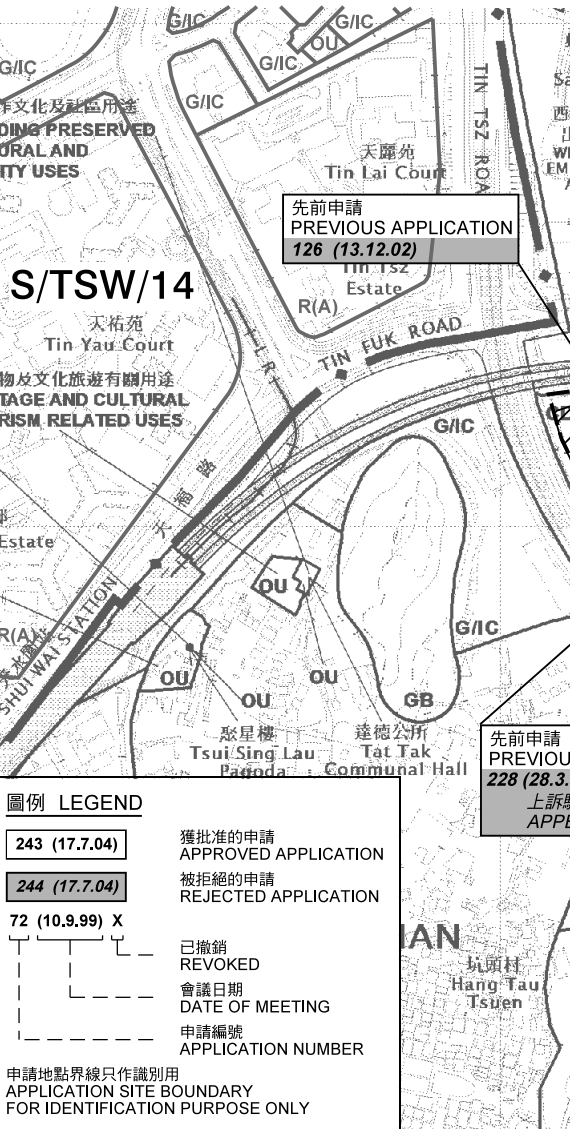 G/IC
G/IC
OU
G/IC
G/IC
G/IC
作文化及社區用途
DING PRESERVED
URAL AND
ITY USES
天麗苑
Tin Lai Court
TIN TSZ ROA
先前申請
PREVIOUS APPLICATION
126 (13.12.02)
Tin Tsz
Estate
R(A)
S/TSW/14
天祐苑
Tin Yau Court
LRT
TIN FUK ROAD
物及文化旅遊有關用途
TAGE AND CULTURAL
RISM RELATED USES
G/IC
天福路
Estate
R(A)
SHUI WAI STATION
OU
G/IC
OU
OU
OU
GB
聚星樓
Tsui Sing Lau
Pagoda
達德公所
Tat Tak
Communal Hall
先前申請
PREVIOU
228 (28.3.
上訴
APPE
圖例 LEGEND
243 (17.7.04)
獲批准的申請
APPROVED APPLICATION
244 (17.7.04)
被拒絕的申請
REJECTED APPLICATION
72 (10.9.99) X
已撤銷
REVOKED
會議日期
DATE OF MEETING
申請編號
APPLICATION NUMBER
申請地點界線只作識別用
APPLICATION SITE BOUNDARY
FOR IDENTIFICATION PURPOSE ONLY
HAN
坑頭村
Hang Tau
Tsuen